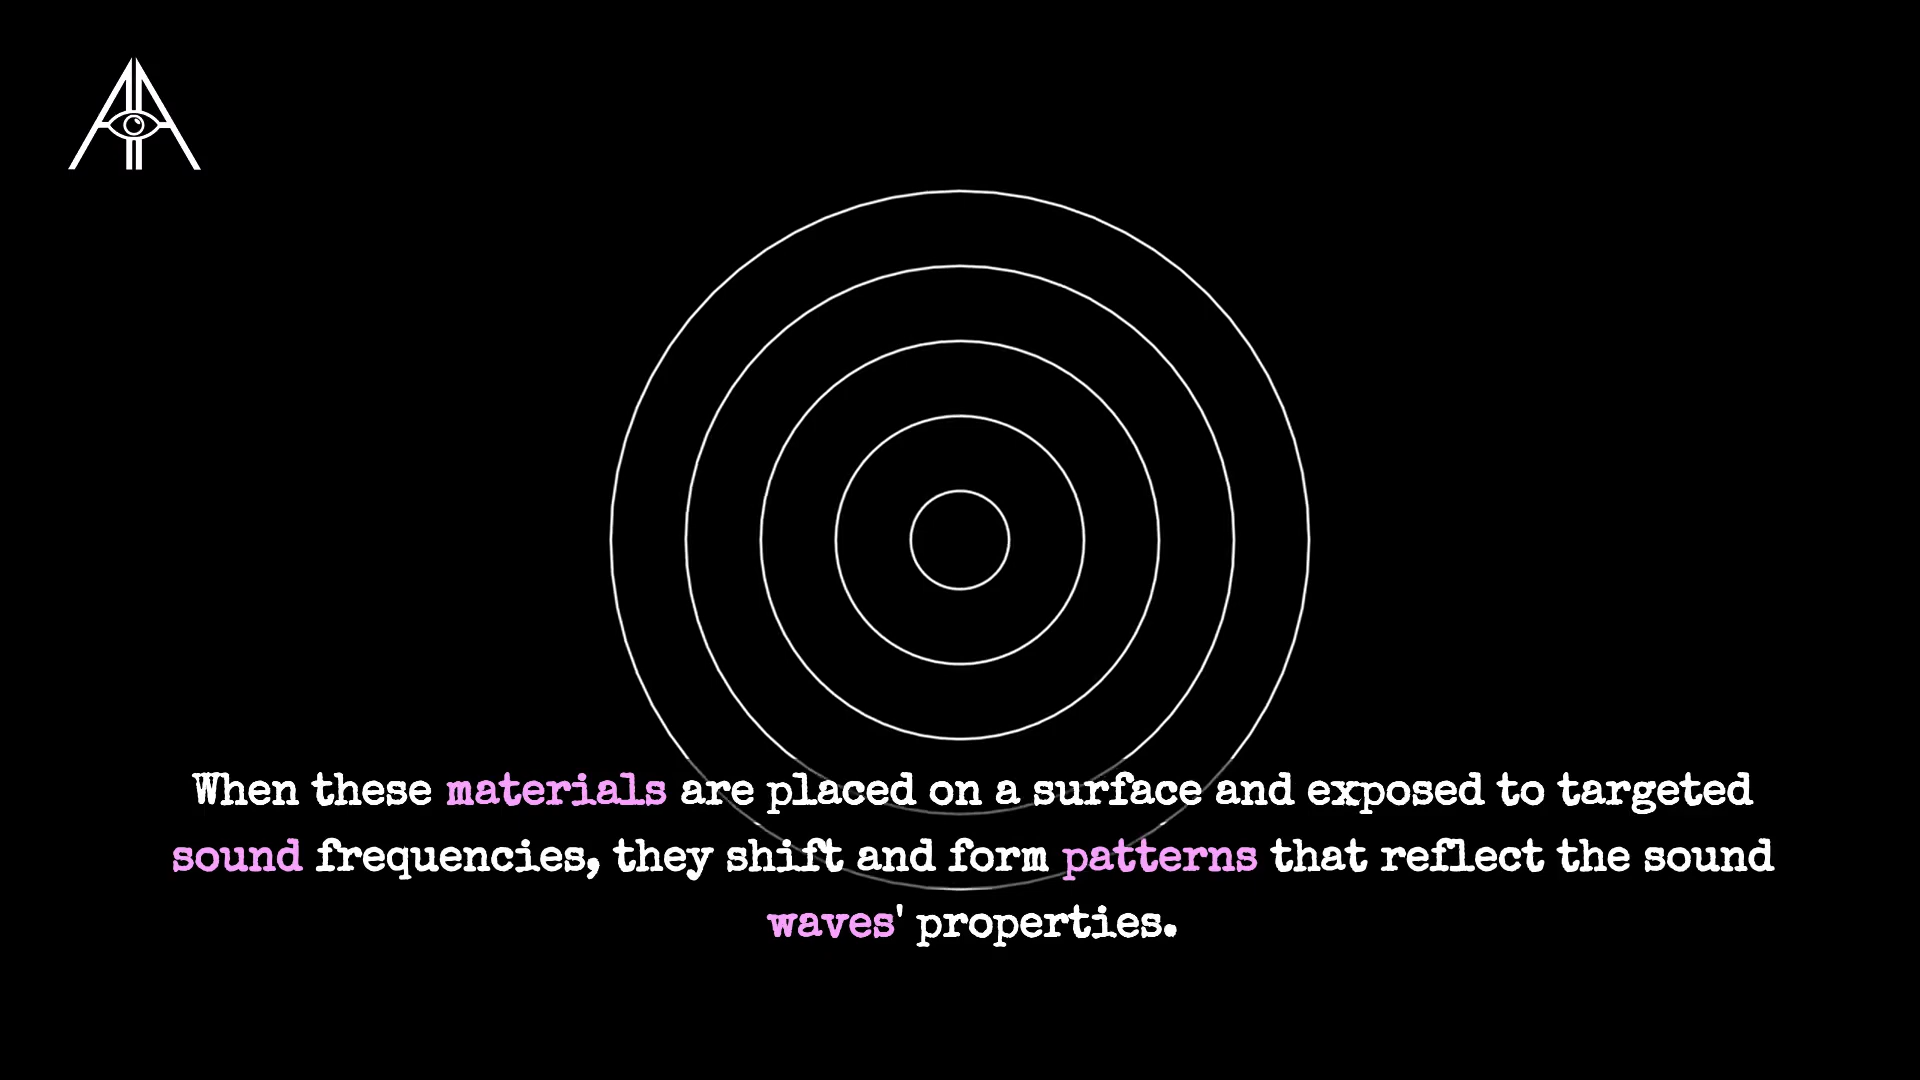 When these materials are placed on a surface and exposed to targeted
sound frequencies, they shift and form patterns that reflect the sound
waves' properties.